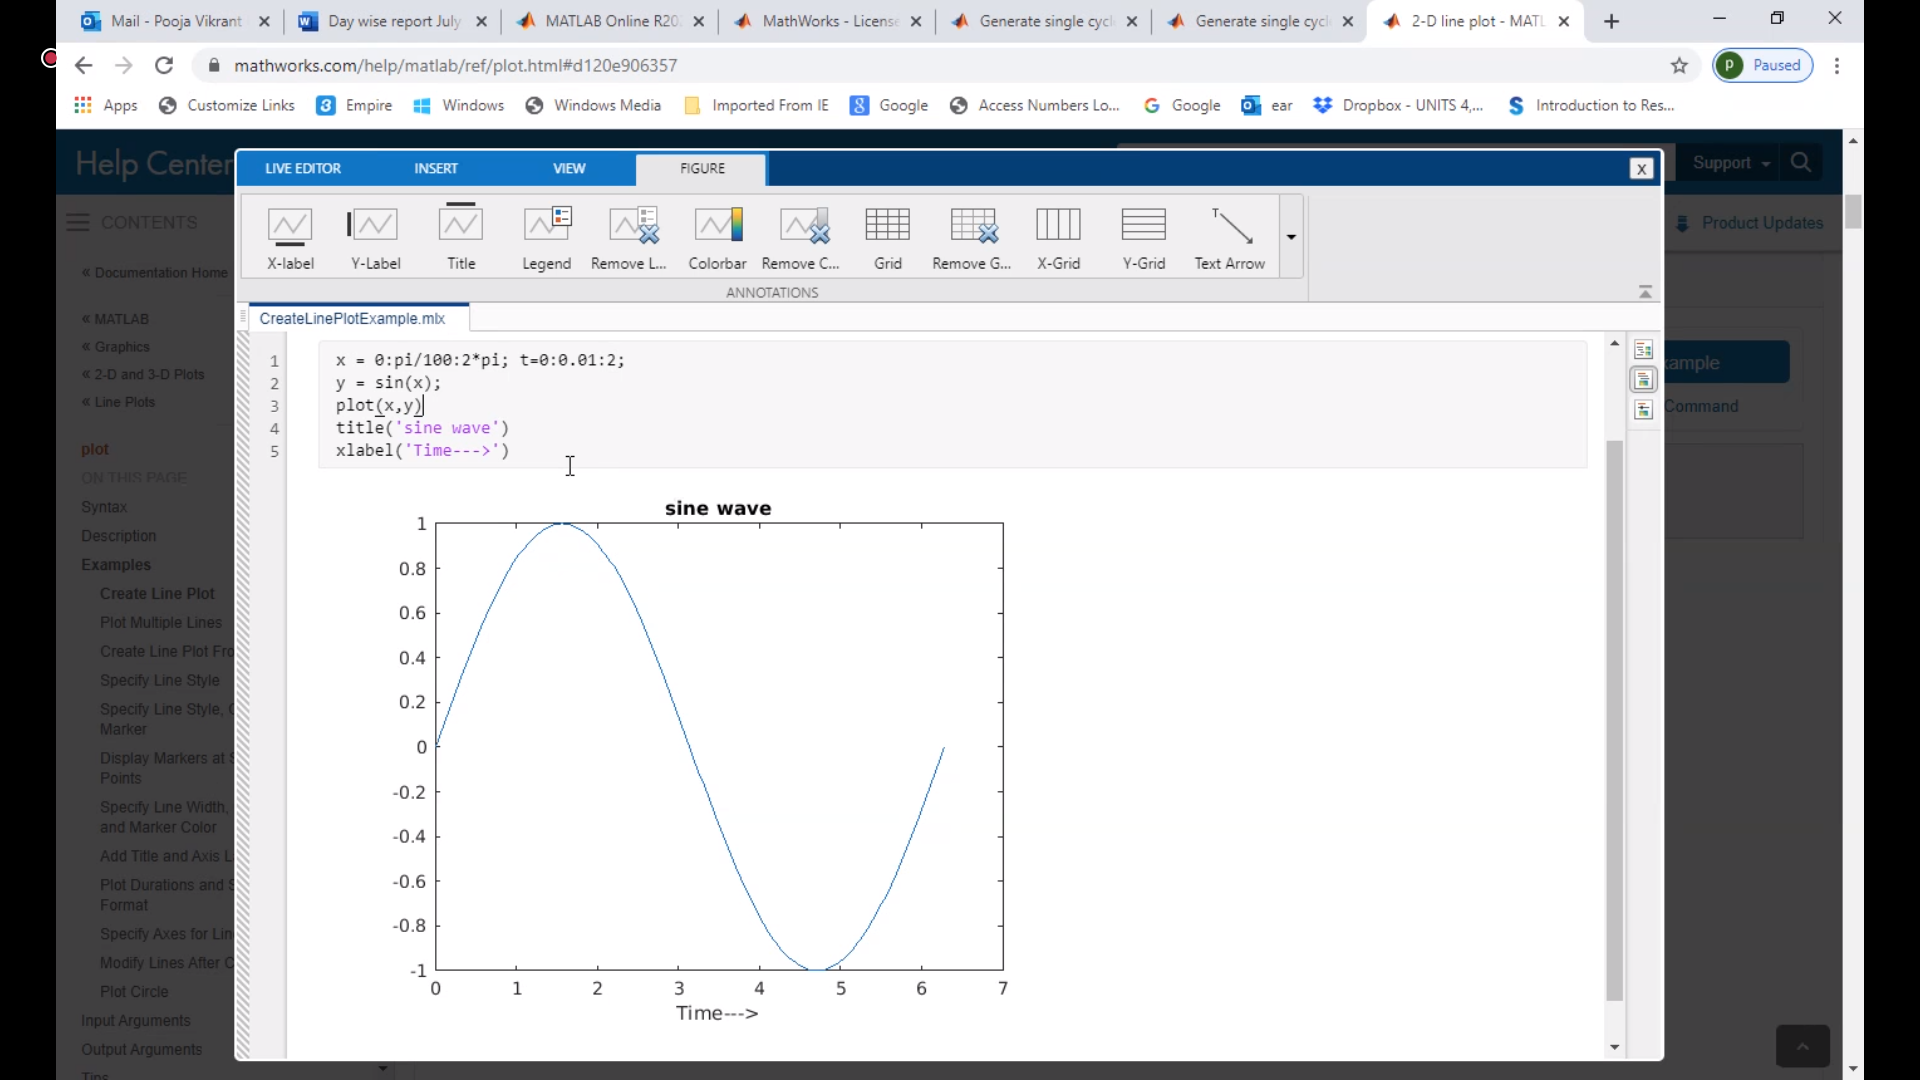 Mail - Pooja Vikrant
Day wise report July
MATLAB Online R20
MathWorks - License
Generate single cycl
Generate single cycl
2-D line plot - MATL
mathworks.com/help/matlab/ref/plot.html#d120e906357
P Paused
Apps
Customize Links
Empire
Windows
Windows Media
Imported From IE
Google
Access Numbers Lo...
Google
ear
Dropbox - UNITS 4,...
Introduction to Res...
Help Center
LIVE EDITOR
INSERT
VIEW
FIGURE
X
Support
CONTENTS
Product Updates
X-label
Y-Label
Title
Legend
Remove L...
Colorbar
Remove C...
Grid
Remove G...
X-Grid
Y-Grid
Text Arrow
ANNOTATIONS
« Documentation Home
« MATLAB
« Graphics
« 2-D and 3-D Plots
« Line Plots
plot
ON THIS PAGE
Syntax
Description
Examples
Create Line Plot
Plot Multiple Lines
Create Line Plot Fro
Specify Line Style
Specify Line Style, C
Marker
Display Markers at S
Points
Specify Line Width,
and Marker Color
Add Title and Axis L
Plot Durations and S
Format
Specify Axes for Lin
Modify Lines After C
Plot Circle
Input Arguments
Output Arguments
Tips
CreateLinePlotExample.mlx
1 x = 0:pi/100:2*pi; t=0:0.01:2;
2 y = sin(x);
3 plot(x,y)
4 title('sine wave')
5 xlabel('Time--->')
ample
Command
sine wave
1
0.8
0.6
0.4
0.2
0
-0.2
-0.4
-0.6
-0.8
-1
0 1 2 3 4 5 6 7
Time--->